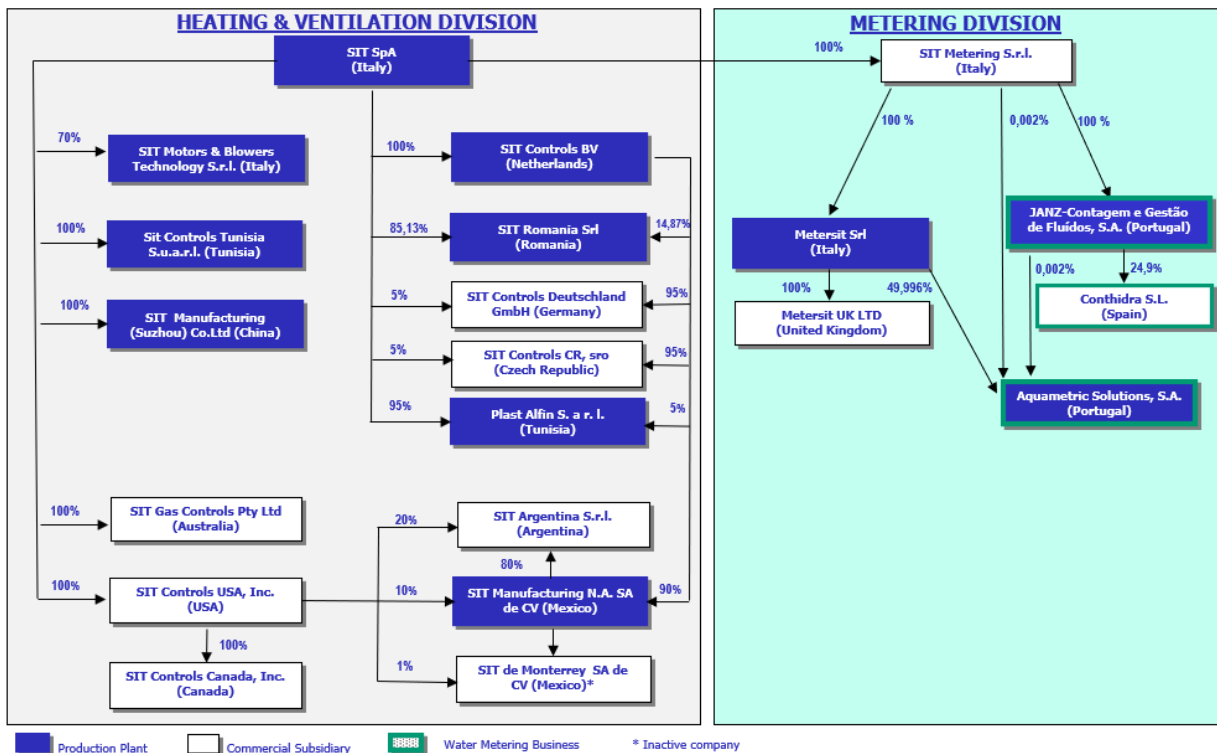 HEATING & VENTILATION DIVISION
METERING DIVISION
SIT SpA
(Italy)
100%
SIT Metering S.r.l.
(Italy)
70%
SIT Motors & Blowers
Technology S.r.l. (Italy)
100%
SIT Controls BV
(Netherlands)
100%
Sit Controls Tunisia
S.u.a.r.l. (Tunisia)
85,13%
SIT Romania Srl
(Romania)
14,87%
100%
SIT Manufacturing
(Suzhou) Co.Ltd (China)
5%
SIT Controls Deutschland
GmbH (Germany)
95%
5%
SIT Controls CR, sro
(Czech Republic)
95%
95%
Plast Alfin S. a r. l.
(Tunisia)
5%
100%
SIT Gas Controls Pty Ltd
(Australia)
20%
SIT Argentina S.r.l.
(Argentina)
80%
100%
SIT Controls USA, Inc.
(USA)
10%
SIT Manufacturing N.A. SA
de CV (Mexico)
90%
100%
SIT Controls Canada, Inc.
(Canada)
1%
SIT de Monterrey SA de
CV (Mexico)*
100 %
0,002%
100 %
Metersit Srl
(Italy)
JANZ-Contagem e Gestão
de Fluídos, S.A. (Portugal)
100%
49,996%
0,002%
24,9%
Metersit UK LTD
(United Kingdom)
Conthidra S.L.
(Spain)
Aquametric Solutions, S.A.
(Portugal)
Production Plant
Commercial Subsidiary
Water Metering Business
* Inactive company